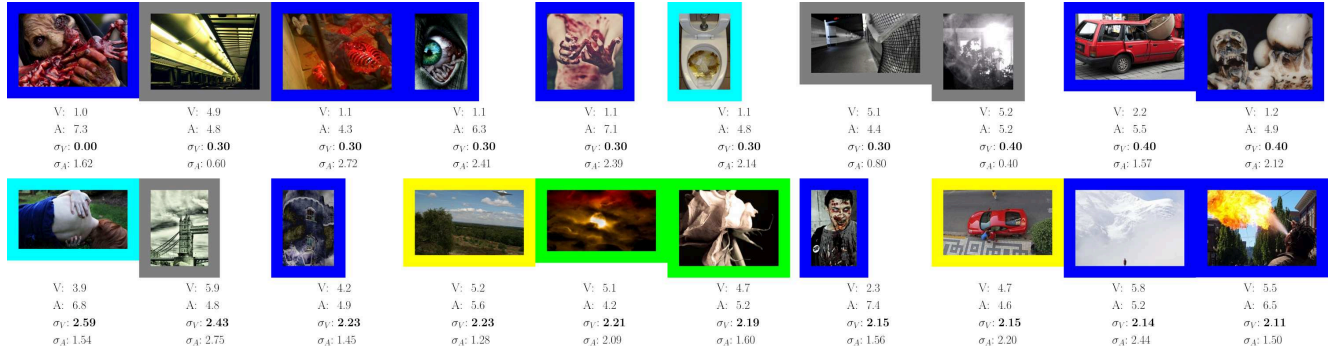 V: 1.0 V: 4.9 V: 1.1 V: 1.1 V: 1.1 V: 1.1 V: 5.1 V: 5.2 V: 2.2 V: 1.2
A: 7.3 A: 4.8 A: 4.3 A: 6.3 A: 7.1 A: 4.8 A: 4.4 A: 5.2 A: 5.5 A: 4.9
σV: 0.00 σV: 0.30 σV: 0.30 σV: 0.30 σV: 0.30 σV: 0.30 σV: 0.30 σV: 0.40 σV: 0.40 σV: 0.40
σA: 1.62 σA: 0.60 σA: 2.72 σA: 2.41 σA: 2.39 σA: 2.14 σA: 0.80 σA: 0.40 σA: 1.57 σA: 2.12
V: 3.9 V: 5.9 V: 4.2 V: 5.2 V: 5.1 V: 4.7 V: 2.3 V: 4.7 V: 5.8 V: 5.5
A: 6.8 A: 4.8 A: 4.9 A: 5.6 A: 4.2 A: 5.2 A: 7.4 A: 4.6 A: 5.2 A: 6.5
σV: 2.59 σV: 2.43 σV: 2.23 σV: 2.23 σV: 2.21 σV: 2.19 σV: 2.15 σV: 2.15 σV: 2.14 σV: 2.11
σA: 1.54 σA: 2.75 σA: 1.45 σA: 1.28 σA: 2.09 σA: 1.60 σA: 1.56 σA: 2.20 σA: 2.44 σA: 1.50